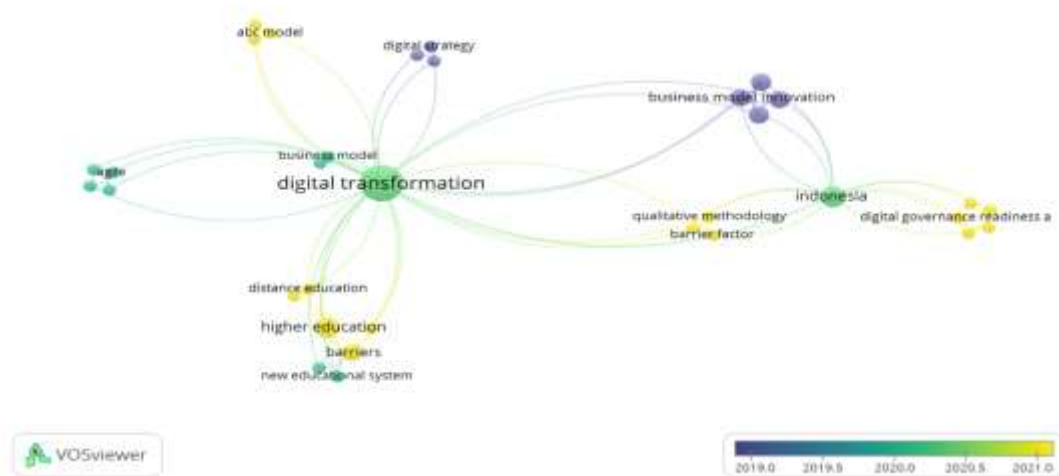 abc model
digital strategy
business model innovation
business model
agile
digital transformation
indonesia
qualitative methodology
digital governance readiness a
barrier factor
distance education
higher education
barriers
new educational system
VOSviewer
2019.0 2019.5 2020.0 2020.5 2021.0